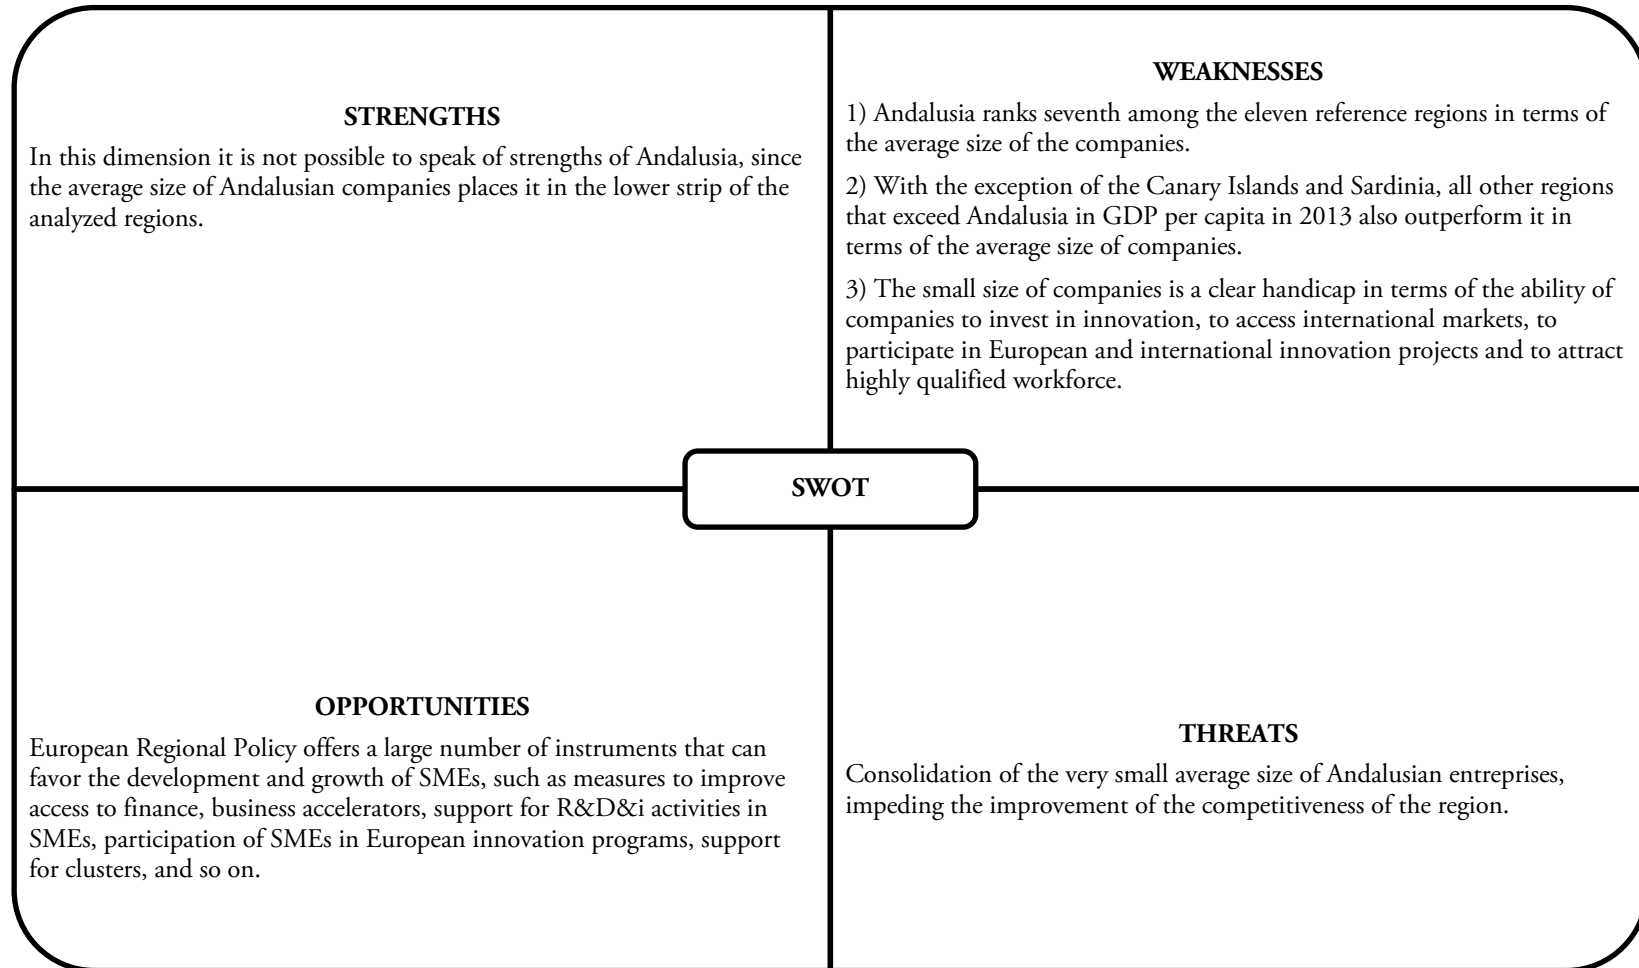 STRENGTHS
In this dimension it is not possible to speak of strengths of Andalusia, since
the average size of Andalusian companies places it in the lower strip of the
analyzed regions.
WEAKNESSES
1) Andalusia ranks seventh among the eleven reference regions in terms of
the average size of the companies.
2) With the exception of the Canary Islands and Sardinia, all other regions
that exceed Andalusia in GDP per capita in 2013 also outperform it in
terms of the average size of companies.
3) The small size of companies is a clear handicap in terms of the ability of
companies to invest in innovation, to access international markets, to
participate in European and international innovation projects and to attract
highly qualified workforce.
SWOT
OPPORTUNITIES
European Regional Policy offers a large number of instruments that can
favor the development and growth of SMEs, such as measures to improve
access to finance, business accelerators, support for R&D&i activities in
SMEs, participation of SMEs in European innovation programs, support
for clusters, and so on.
THREATS
Consolidation of the very small average size of Andalusian entreprises,
impeding the improvement of the competitiveness of the region.